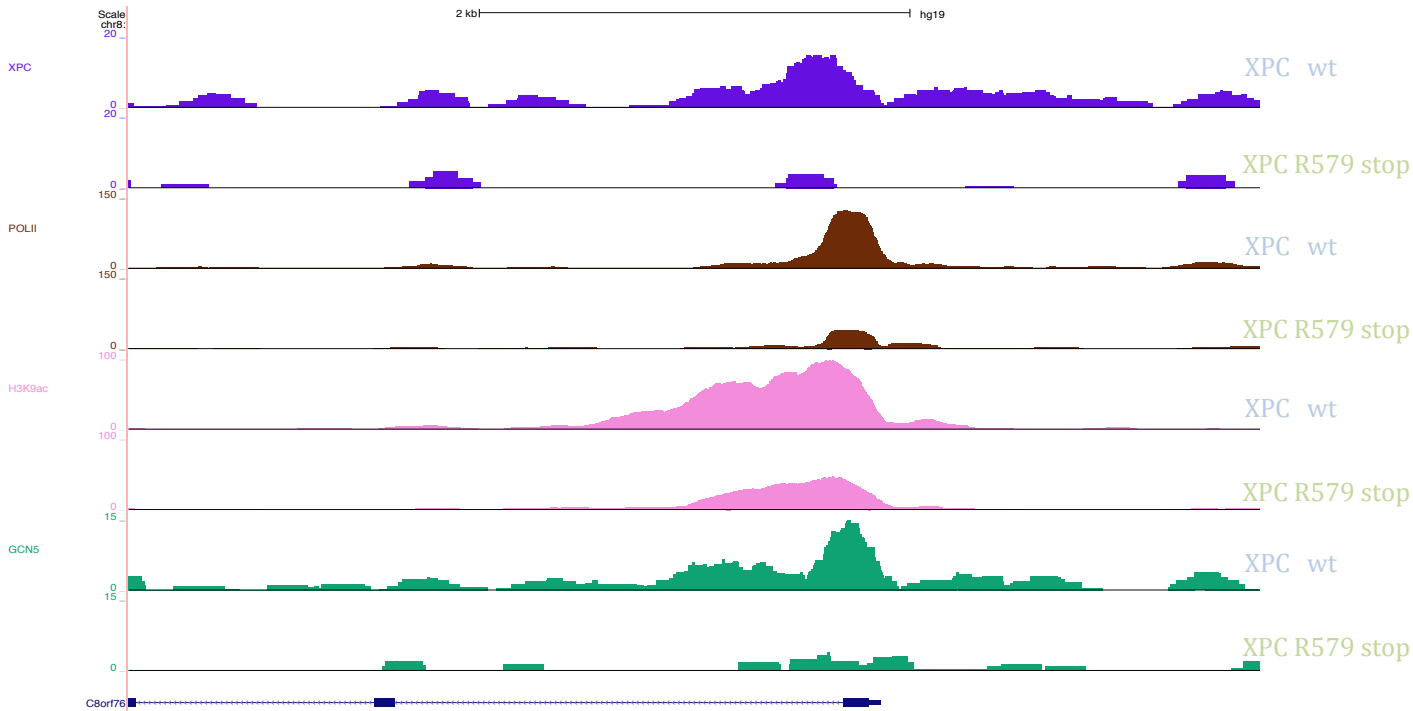 Scale 2 kb hg19
chr8:
20
XPC XPC wt
0
20
XPC R579 stop
0
150
POLII XPC wt
0
150
XPC R579 stop
0
100
H3K9ac XPC wt
0
100
XPC R579 stop
0
15
GCN5 XPC wt
0
15
XPC R579 stop
0
C8orf76